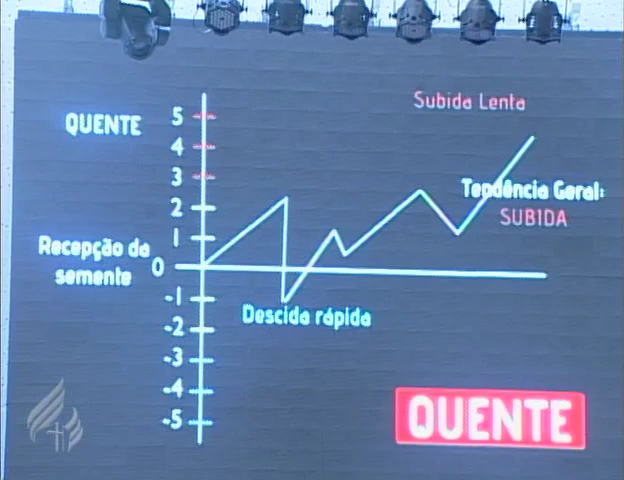 Subida Lenta
QUENTE
5
4
3
2
1
Tendência Geral:
SUBIDA
Recepção da
semente
0
-1
Descida rápida
-2
-3
-4
-5
QUENTE